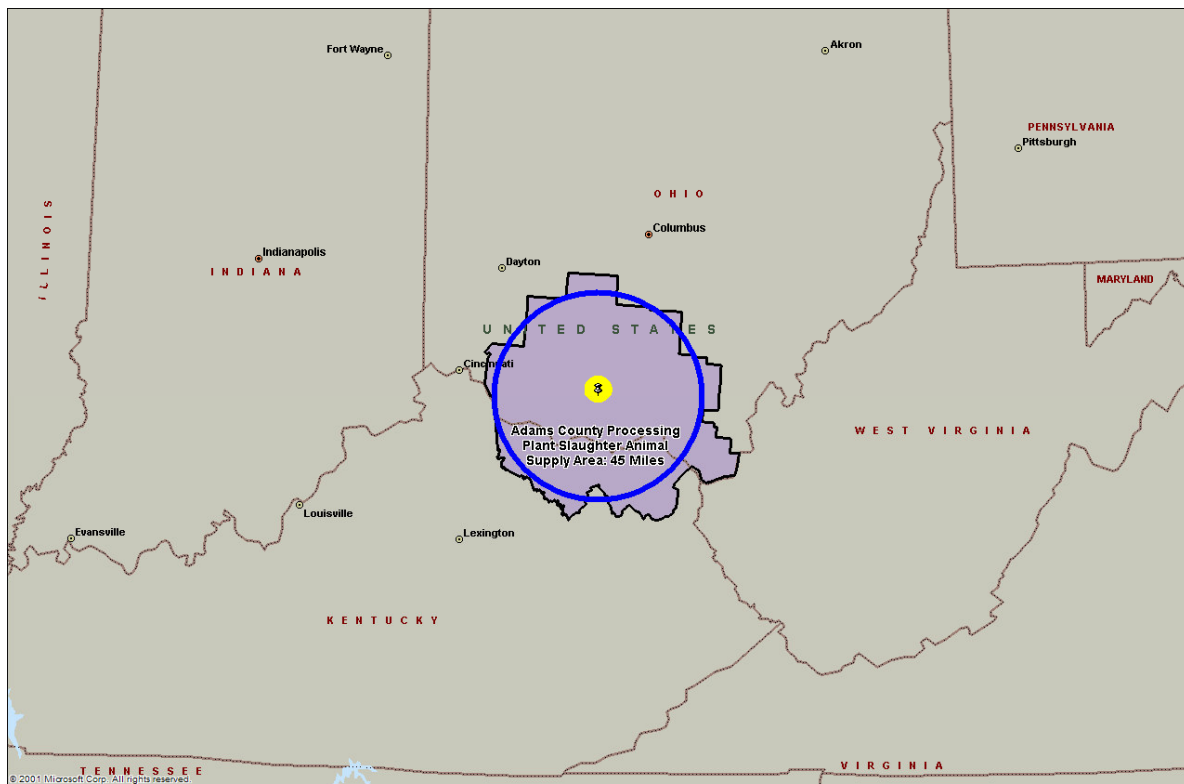 Fort Wayne
Akron
PENNSYLVANIA
Pittsburgh
OHIO
ILLINOIS
Columbus
Indianapolis
INDIANA
Dayton
MARYLAND
UNITED STATES
Cincinnati
Adams County Processing
Plant Slaughter Animal
Supply Area: 45 Miles
WEST VIRGINIA
Louisville
Evansville
Lexington
KENTUCKY
VIRGINIA
TENNESSEE
© 2001 Microsoft Corp. All rights reserved.